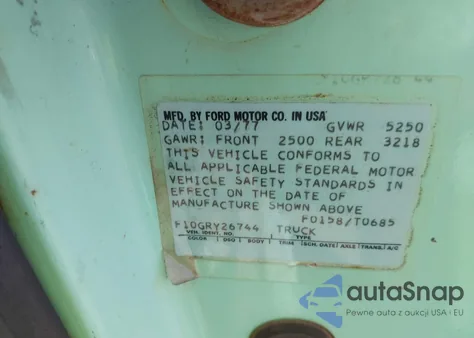 MFD. BY FORD MOTOR CO. IN USA
DATE: 03/77 GVWR 5250
GAWR: FRONT 2500 REAR 3218
THIS VEHICLE CONFORMS TO
ALL APPLICABLE FEDERAL MOTOR
VEHICLE SAFETY STANDARDS IN
EFFECT ON THE DATE OF
MANUFACTURE SHOWN ABOVE
F0158/T0685
F10GRY26744 TRUCK
VEH. IDENT. NO. TYPE
COLOR DSO BODY TRIM SCH. DATE AXLE TRANS. A/C
autoSnap
Pewne auta z aukcji USA i EU